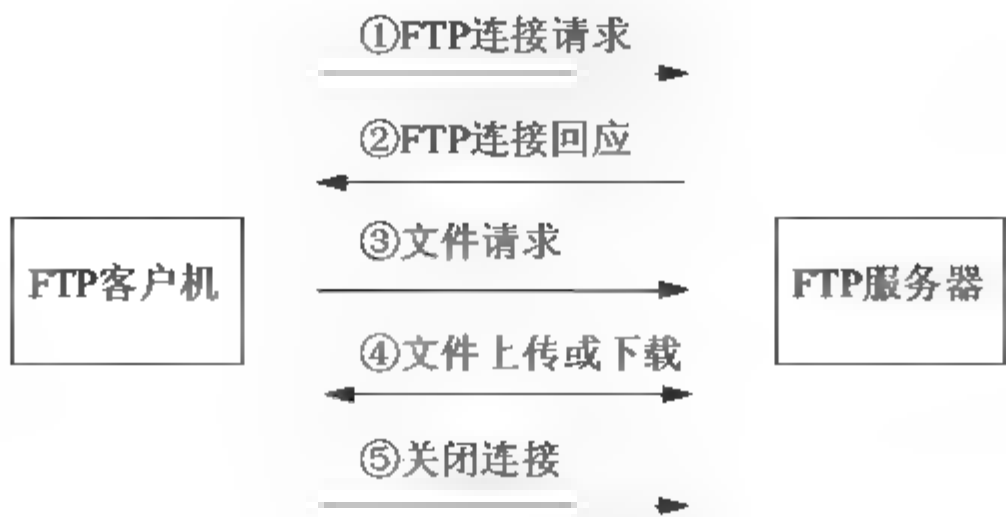 ①FTP连接请求
②FTP连接回应
③文件请求
FTP客户机
FTP服务器
④文件上传或下载
⑤关闭连接